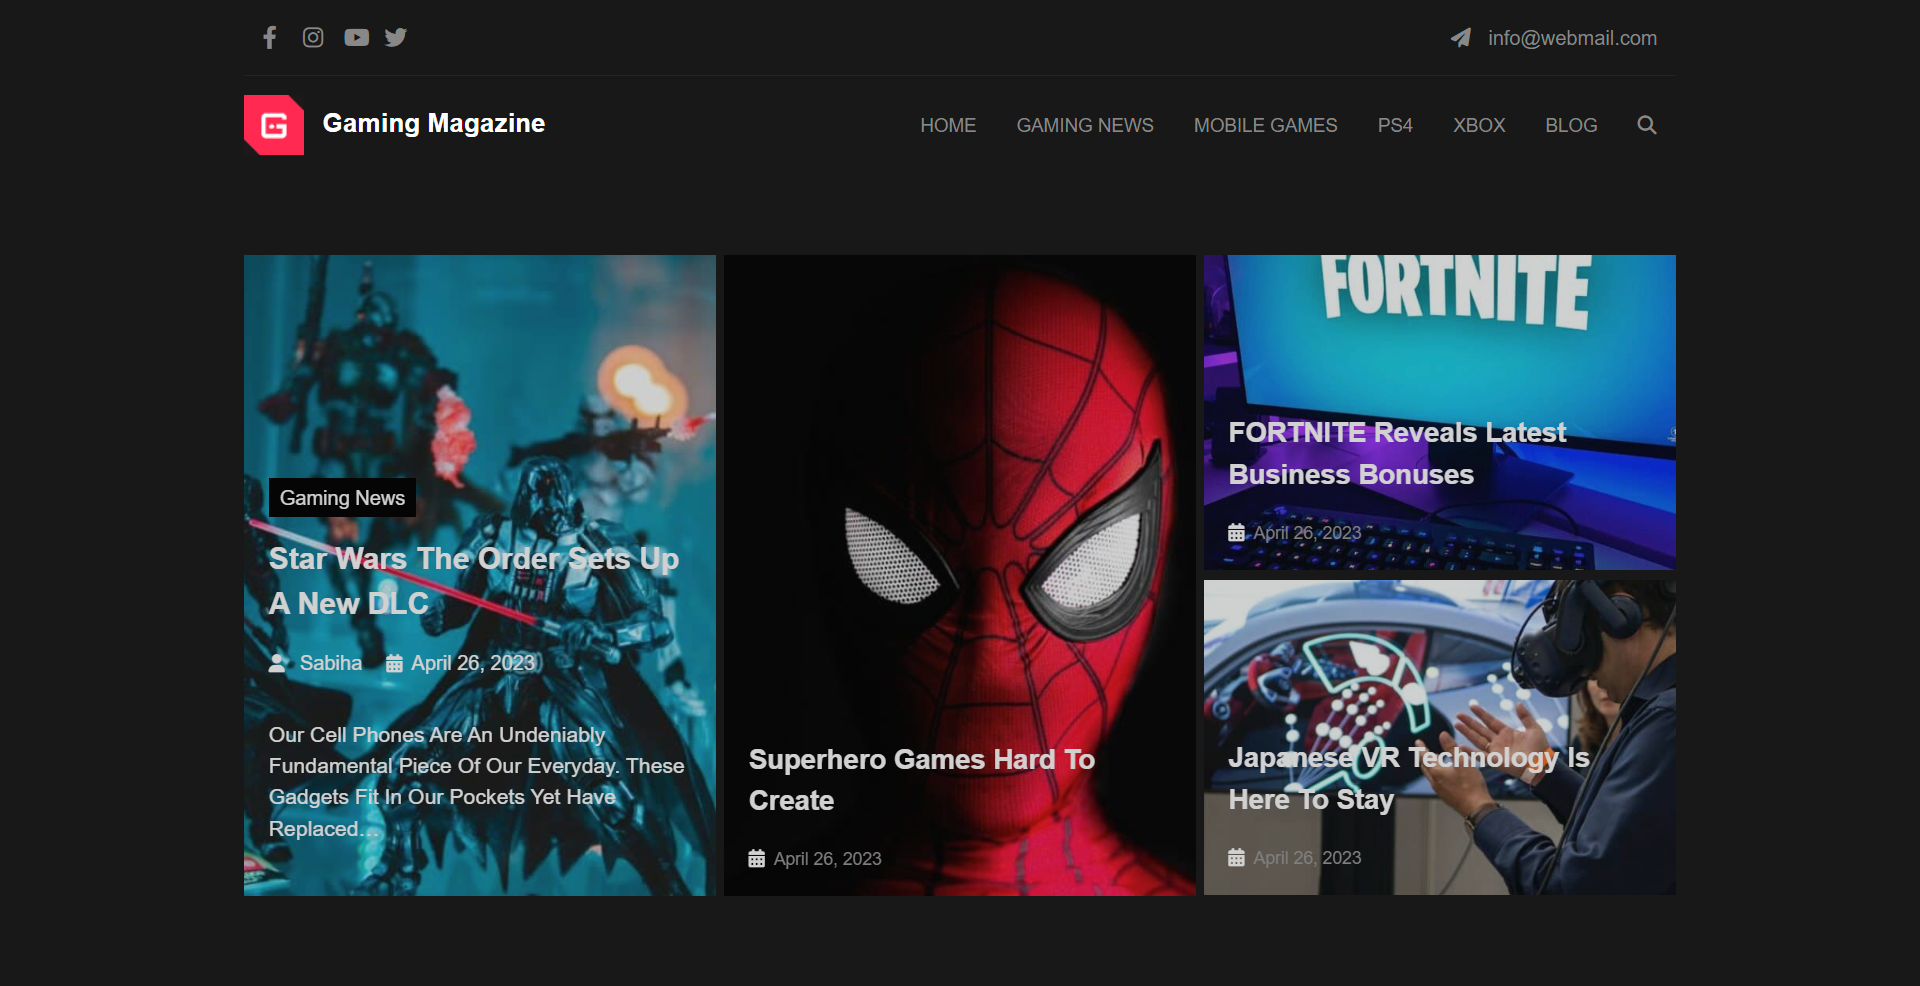 info@webmail.com
Gaming Magazine
HOME GAMING NEWS MOBILE GAMES PS4 XBOX BLOG
Gaming News
Star Wars The Order Sets Up
A New DLC
Sabiha April 26, 2023
Our Cell Phones Are An Undeniably
Fundamental Piece Of Our Everyday. These
Gadgets Fit In Our Pockets Yet Have
Replaced…
Superhero Games Hard To
Create
April 26, 2023
FORTNITE
FORTNITE Reveals Latest
Business Bonuses
April 26, 2023
Japanese VR Technology Is
Here To Stay
April 26, 2023